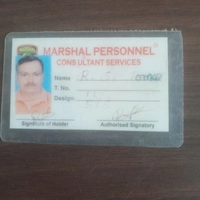 MARSHAL PERSONNEL
CONSULTANT SERVICES
Name
T. No.
Design:
Signature of Holder
Authorised Signatory